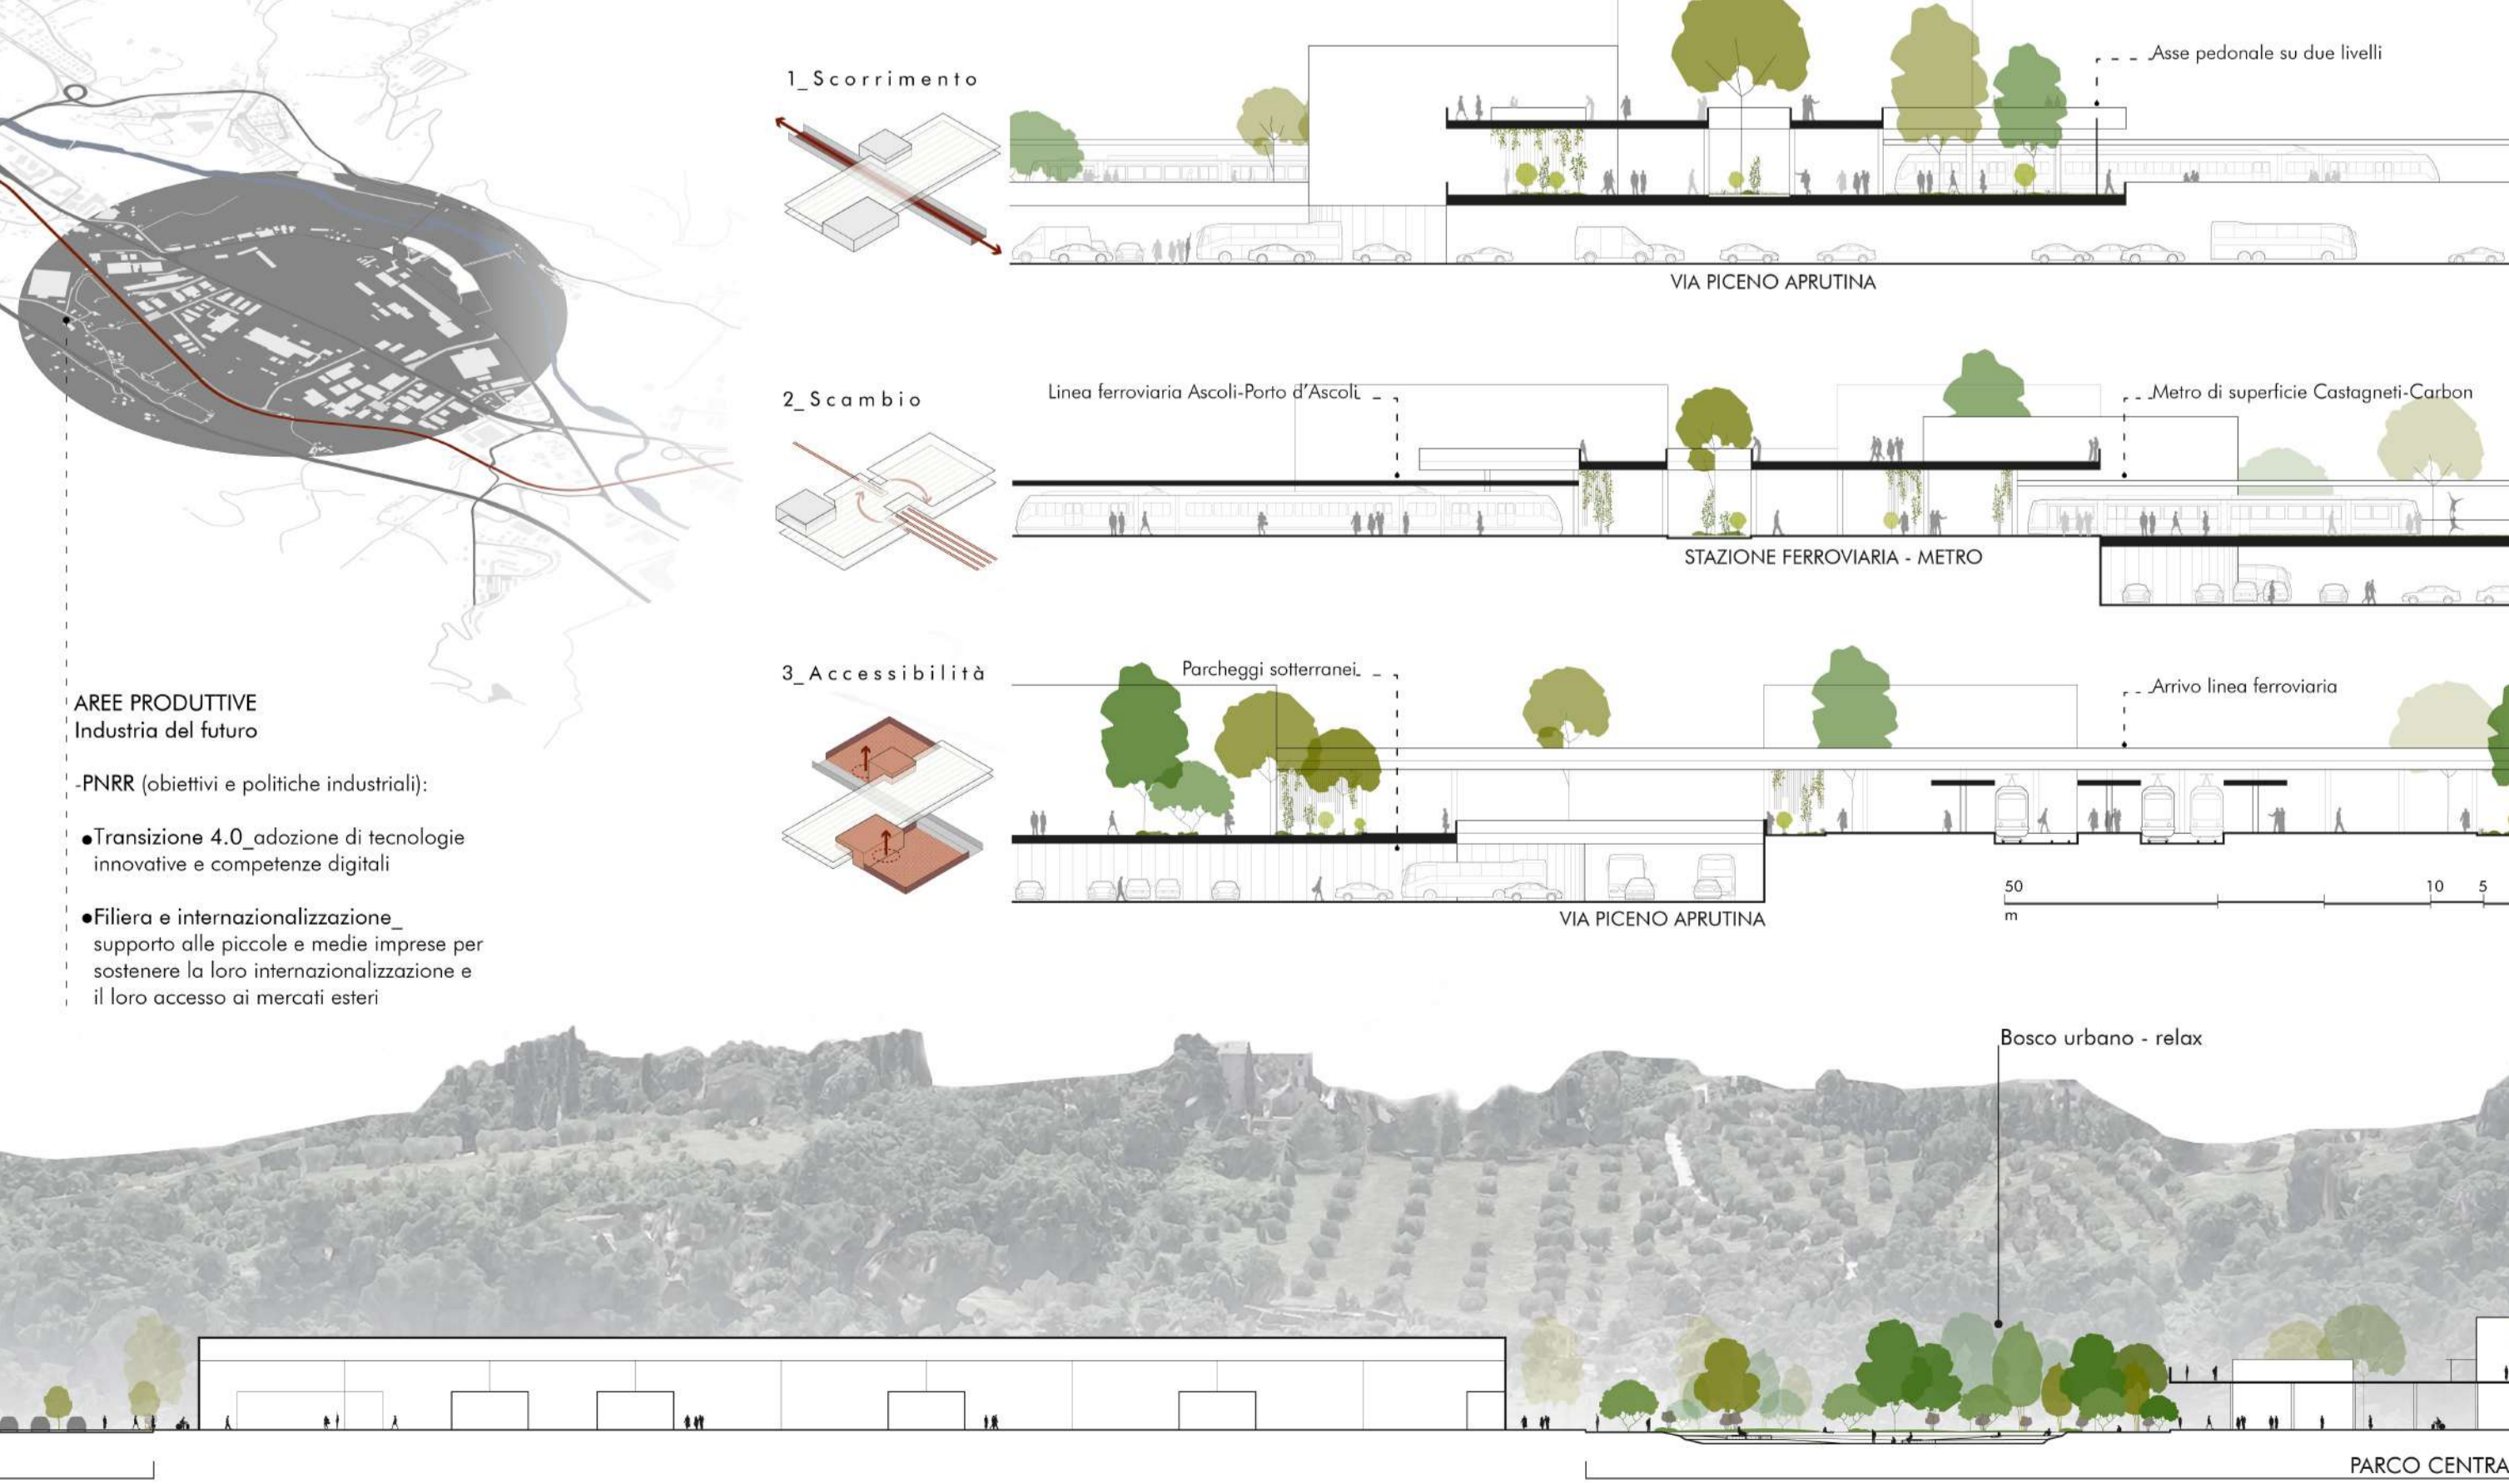 1_Scorrimento
Asse pedonale su due livelli
VIA PICENO APRUTINA
2_Scambio
Linea ferroviaria Ascoli-Porto d'Ascoli
Metro di superficie Castagneti-Carbon
STAZIONE FERROVIARIA - METRO
3_Accessibilità
Parcheggi sotterranei
Arrivo linea ferroviaria
50 10 5
m
VIA PICENO APRUTINA
AREE PRODUTTIVE
Industria del futuro
-PNRR (obiettivi e politiche industriali):
●Transizione 4.0_adozione di tecnologie
innovative e competenze digitali
●Filiera e internazionalizzazione_
supporto alle piccole e medie imprese per
sostenere la loro internazionalizzazione e
il loro accesso ai mercati esteri
Bosco urbano - relax
PARCO CENTRA